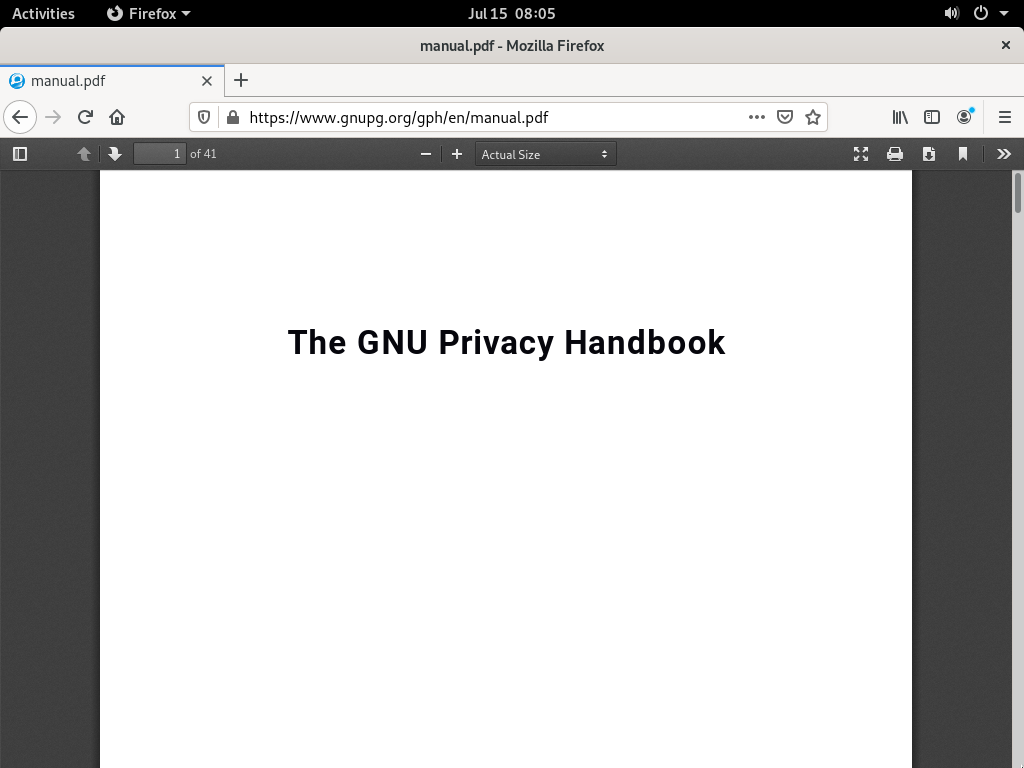 Activities Firefox Jul 15 08:05
manual.pdf - Mozilla Firefox
manual.pdf
https://www.gnupg.org/gph/en/manual.pdf
1 of 41 Actual Size
The GNU Privacy Handbook